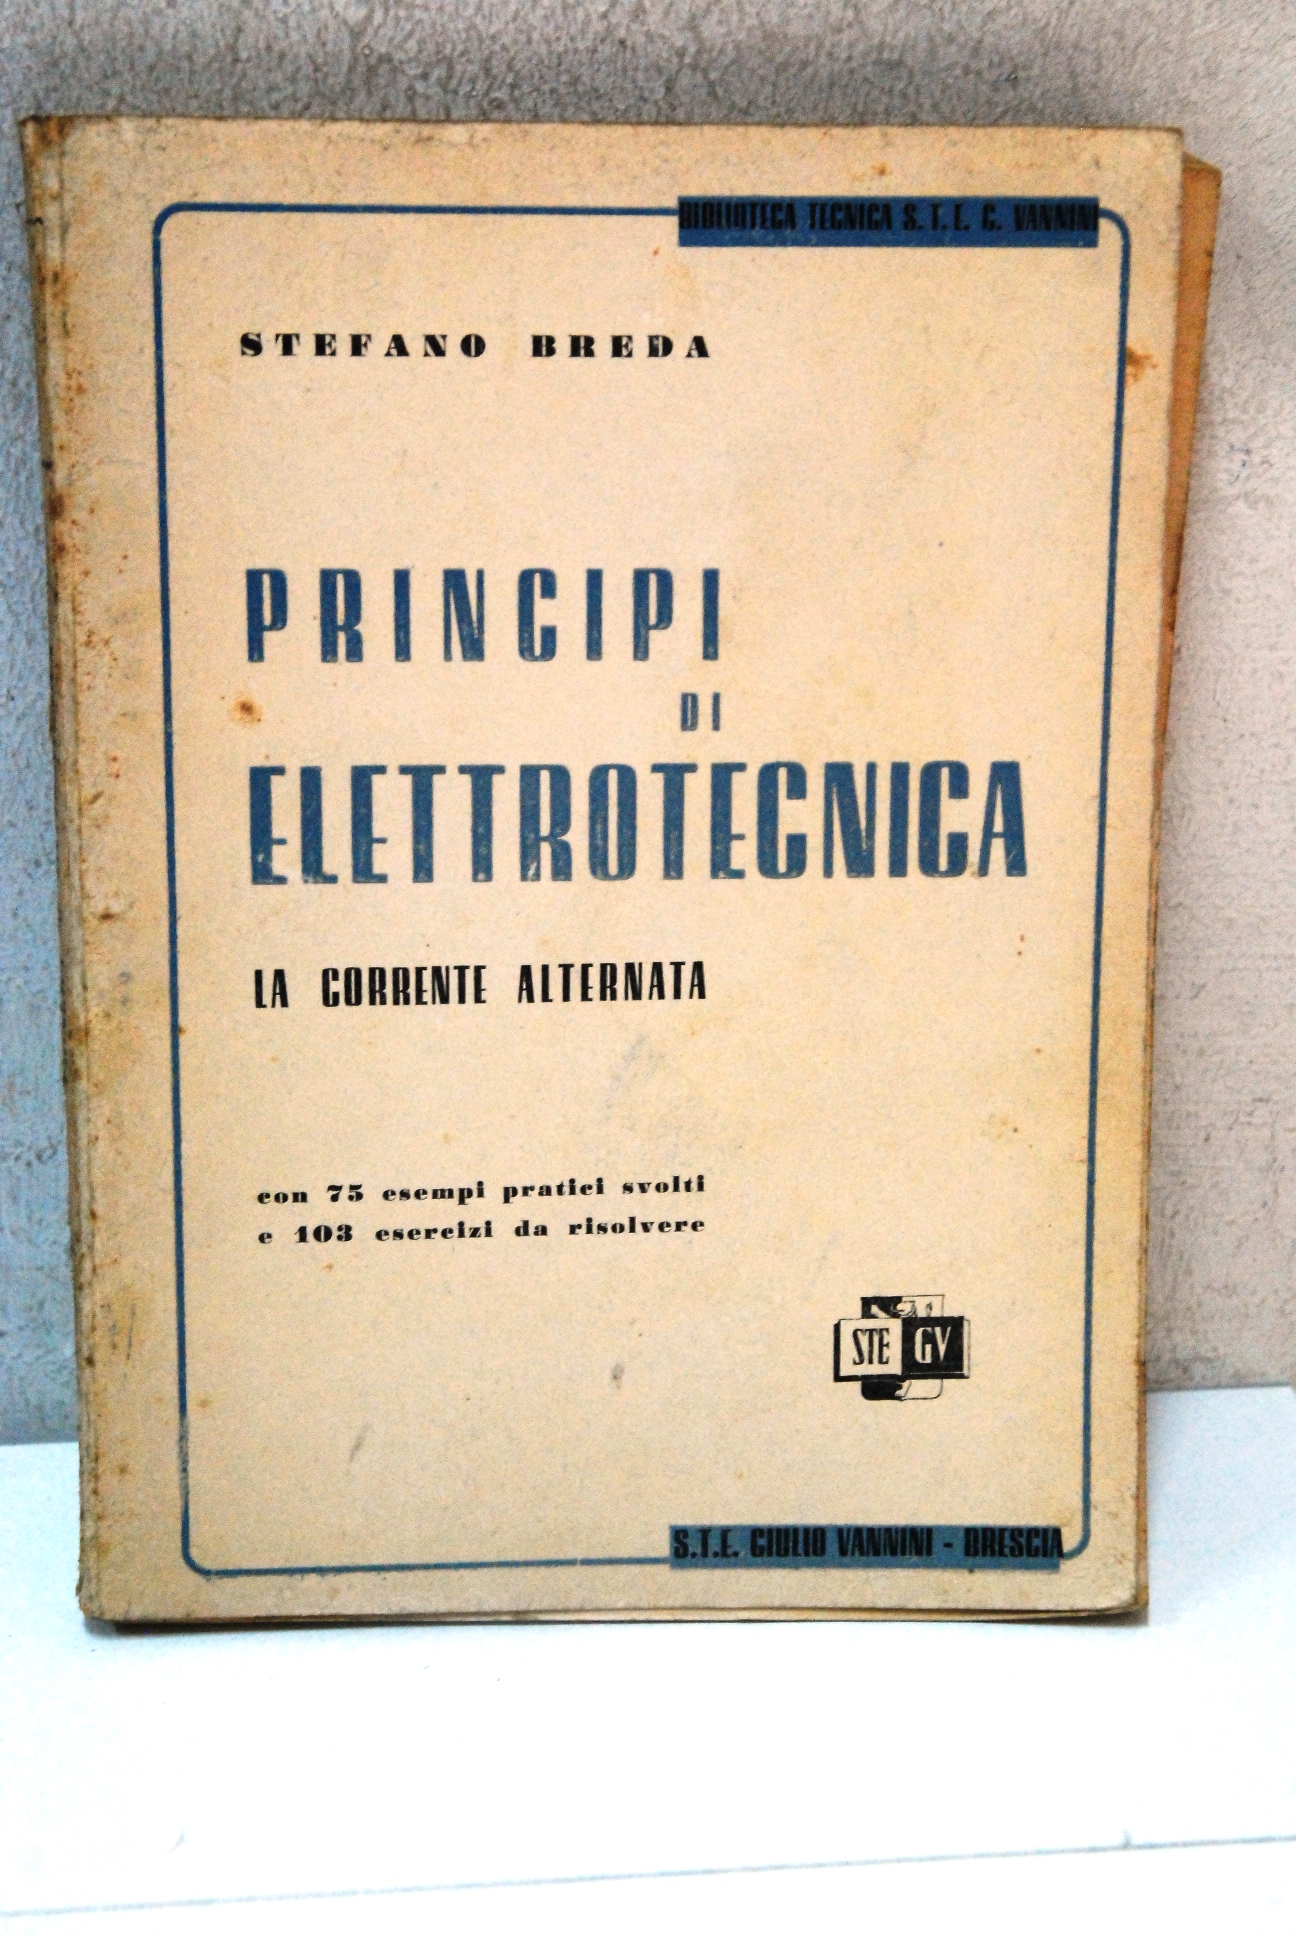 BIBLIOTECA TECNICA S.T.E. G. VANNINI
STEFANO BREDA
PRINCIPI
DI
ELETTROTECNICA
LA CORRENTE ALTERNATA
con 75 esempi pratici svolti
e 103 esercizi da risolvere
STE GV
S.T.E. GIULIO VANNINI - BRESCIA